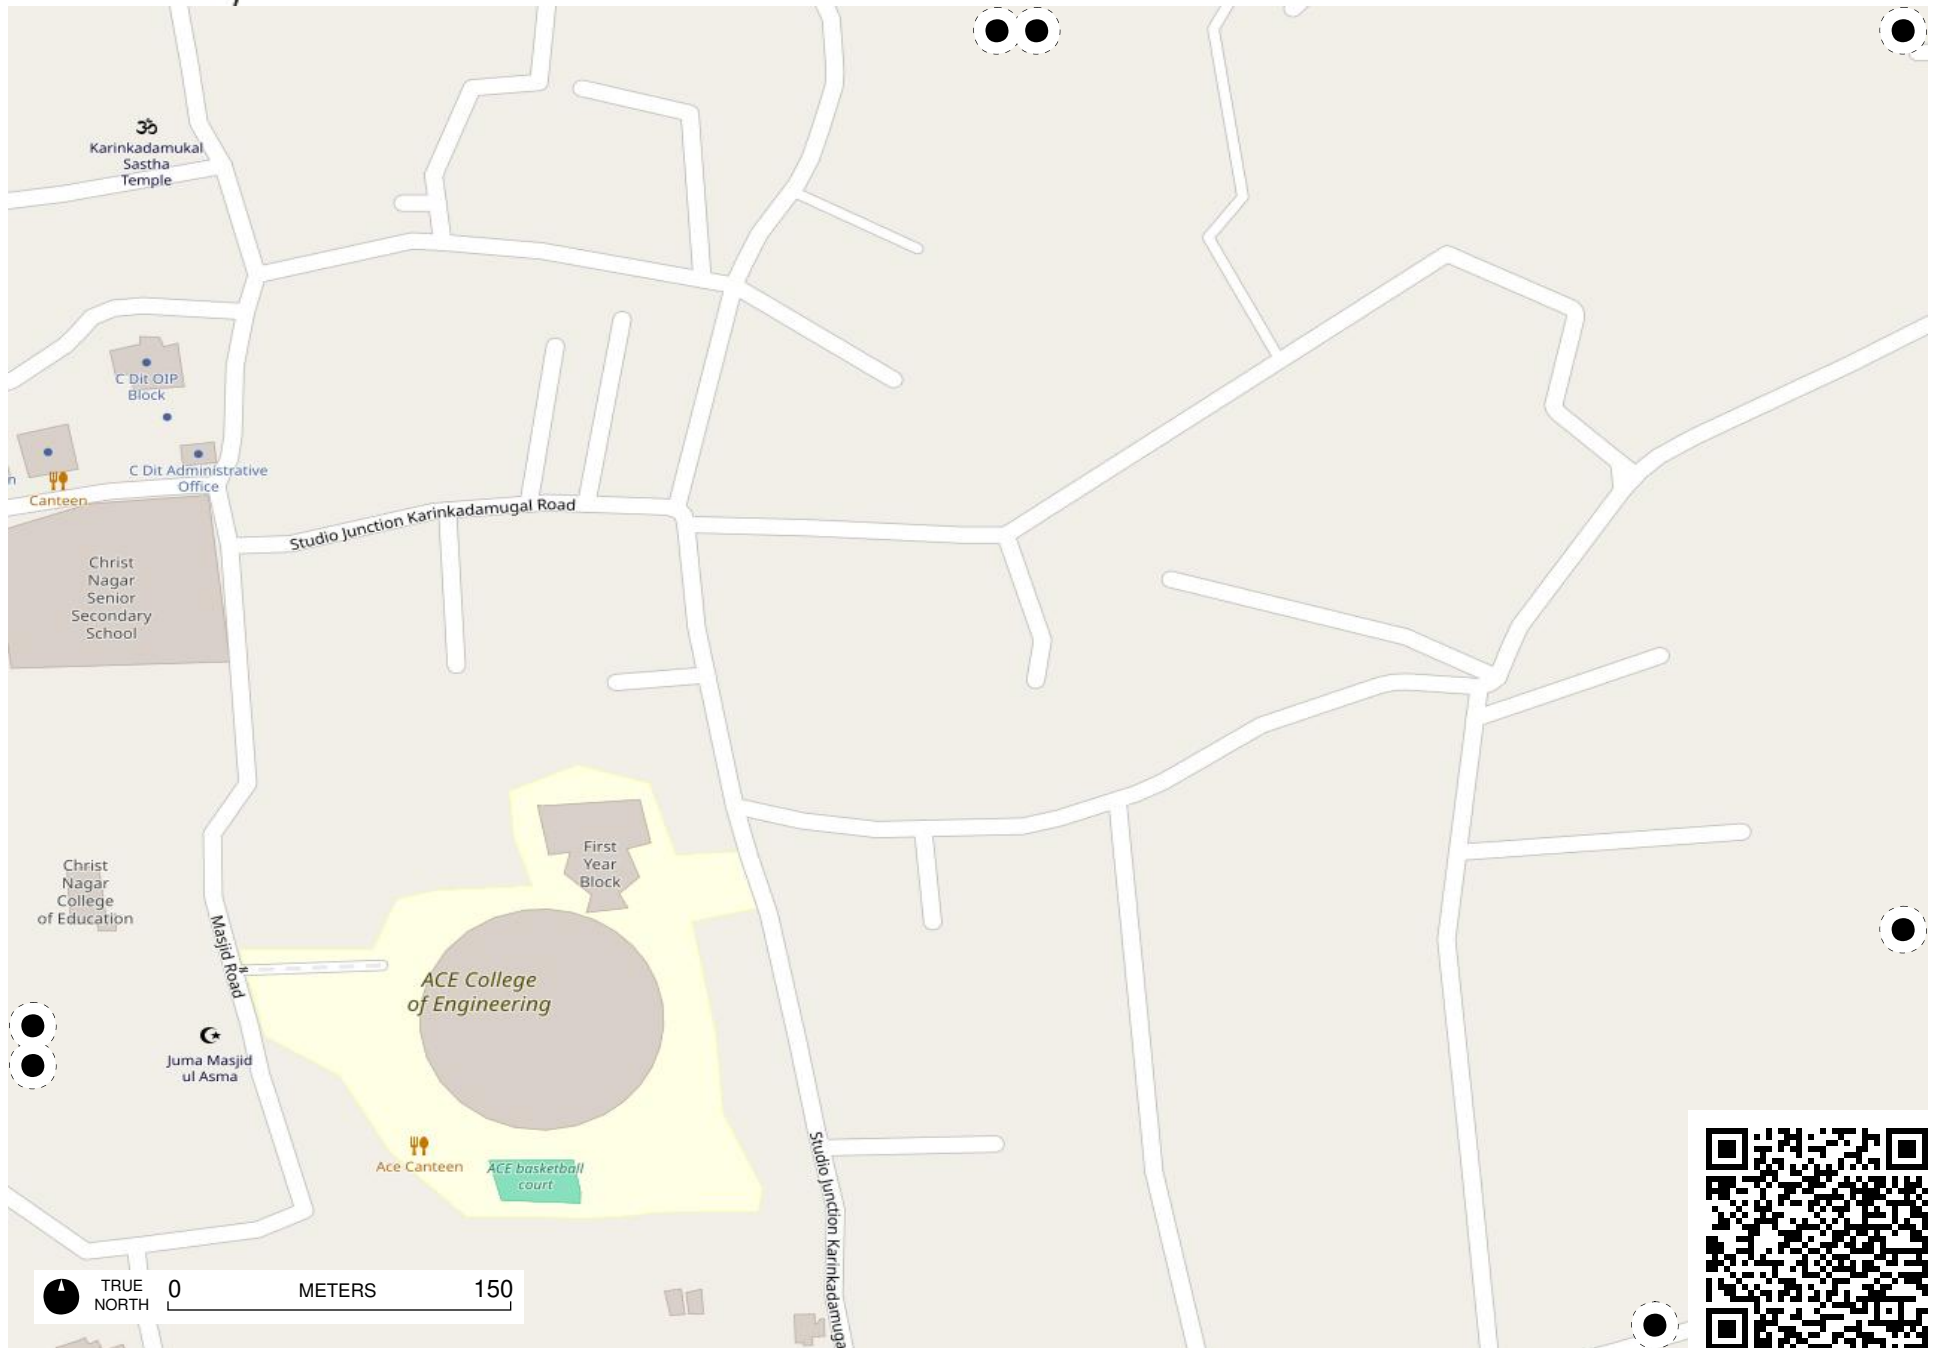 ॐ
Karinkadamukal
Sastha
Temple
C Dit OIP
Block
C Dit Administrative
Office
n
Canteen
Studio Junction Karinkadamugal Road
Christ
Nagar
Senior
Secondary
School
First
Year
Block
Christ
Nagar
College
of Education
Masjid Road
ACE College
of Engineering
Juma Masjid
ul Asma
Ace Canteen
ACE basketball
court
Studio Junction Karinkadamuga
TRUE
NORTH
0 METERS 150